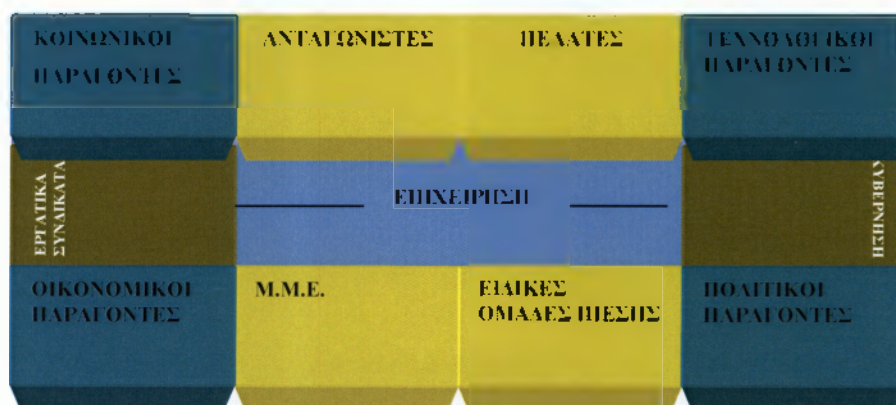 ΚΟΙΝΩΝΙΚΟΙ
ΠΑΡΑΓΟΝΤΕΣ
ΑΝΤΑΓΩΝΙΣΤΕΣ
ΠΕΛΑΤΕΣ
ΤΕΧΝΟΛΟΓΙΚΟΙ
ΠΑΡΑΓΟΝΤΕΣ
ΕΡΓΑΤΙΚΑ
ΣΥΝΔΙΚΑΤΑ
ΕΠΙΧΕΙΡΗΣΗ
ΚΥΒΕΡΝΗΣΗ
ΟΙΚΟΝΟΜΙΚΟΙ
ΠΑΡΑΓΟΝΤΕΣ
Μ.Μ.Ε.
ΕΙΔΙΚΕΣ
ΟΜΑΔΕΣ ΠΙΕΣΗΣ
ΠΟΛΙΤΙΚΟΙ
ΠΑΡΑΓΟΝΤΕΣ